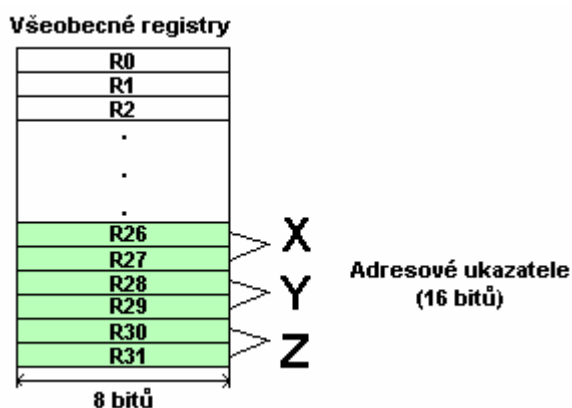 Všeobecné registry
R0
R1
R2
.
.
.
R26
R27
R28
R29
R30
R31
X
Y
Z
Adresové ukazatele
(16 bitů)
8 bitů